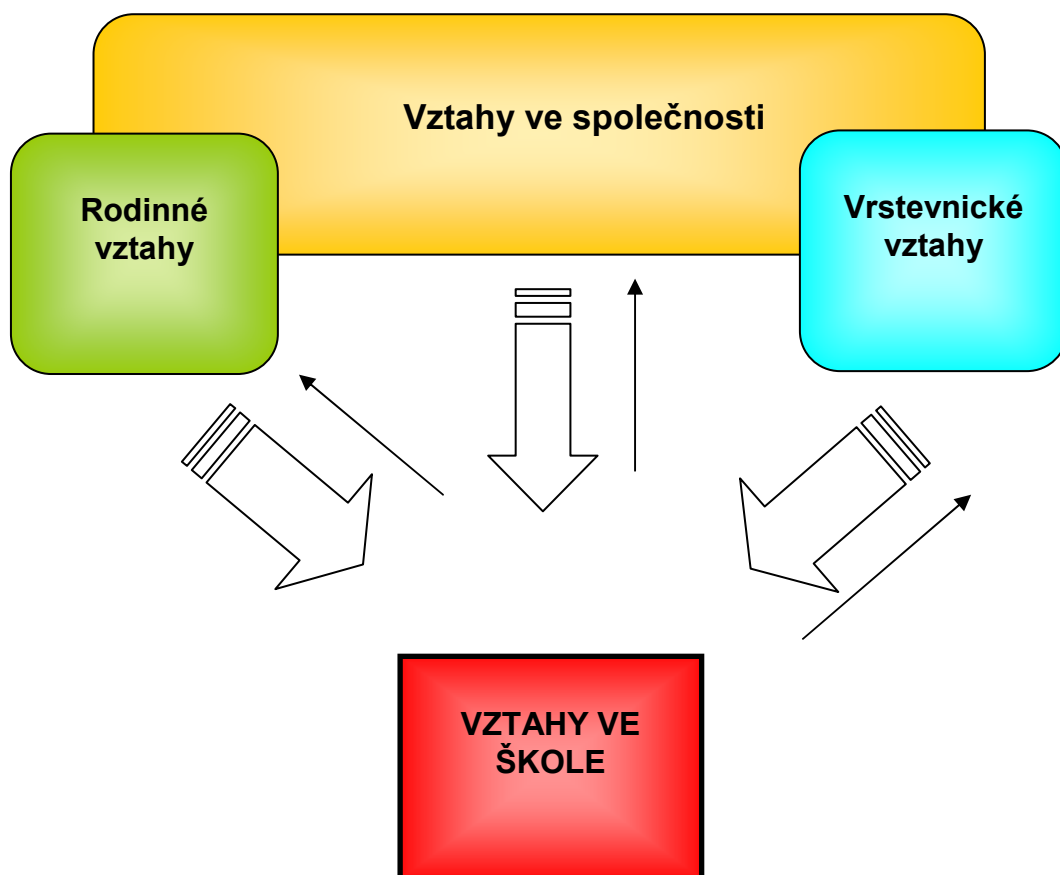 Vztahy ve společnosti
Rodinné
vztahy
Vrstevnické
vztahy
VZTAHY VE
ŠKOLE